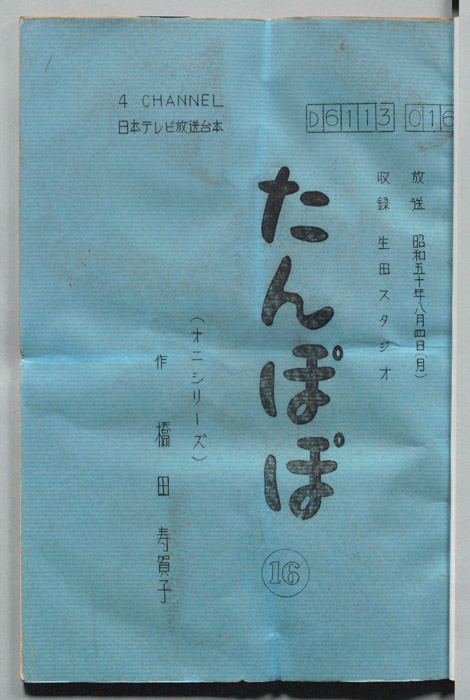 4 CHANNEL
日本テレビ放送台本
D6113 C16
放送 昭和五十年八月四日(月)
収録 生田スタジオ
たんぽぽ
16
(オニシリーズ)
作 橋田寿賀子